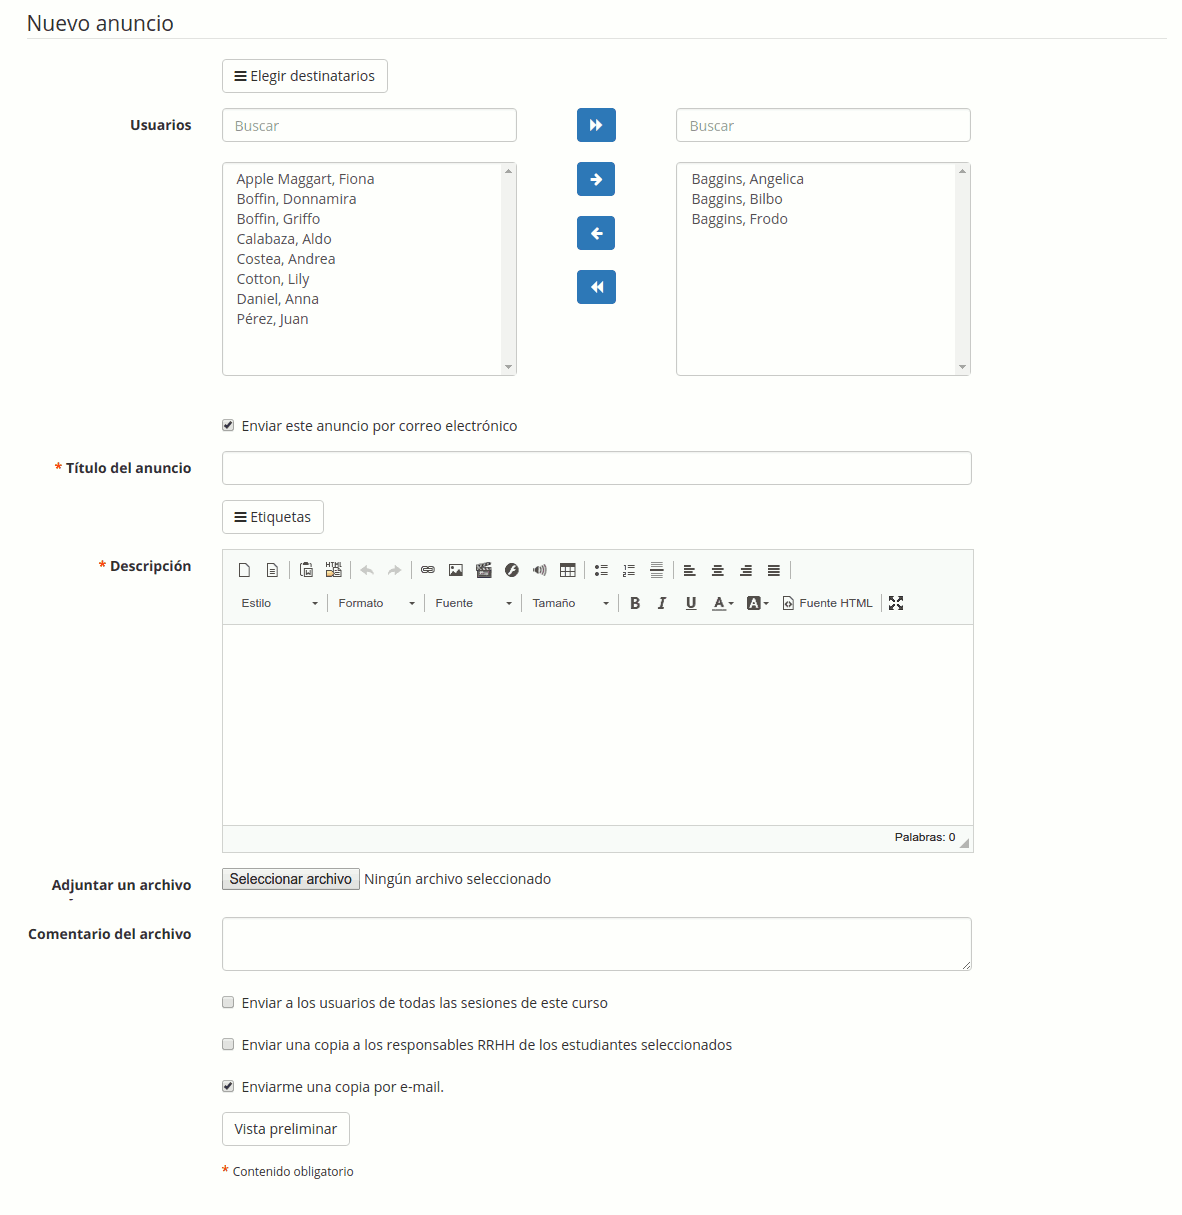 Nuevo anuncio
Elegir destinatarios
Usuarios
Buscar
Buscar
Apple Maggart, Fiona
Boffin, Donnamira
Boffin, Griffo
Calabaza, Aldo
Costea, Andrea
Cotton, Lily
Daniel, Anna
Pérez, Juan
Baggins, Angelica
Baggins, Bilbo
Baggins, Frodo
Enviar este anuncio por correo electrónico
* Título del anuncio
Etiquetas
* Descripción
HTML
Estilo Formato Fuente Tamaño B I U A A Fuente HTML
Palabras: 0
Adjuntar un archivo Seleccionar archivo Ningún archivo seleccionado
Comentario del archivo
Enviar a los usuarios de todas las sesiones de este curso
Enviar una copia a los responsables RRHH de los estudiantes seleccionados
Enviarme una copia por e-mail.
Vista preliminar
* Contenido obligatorio